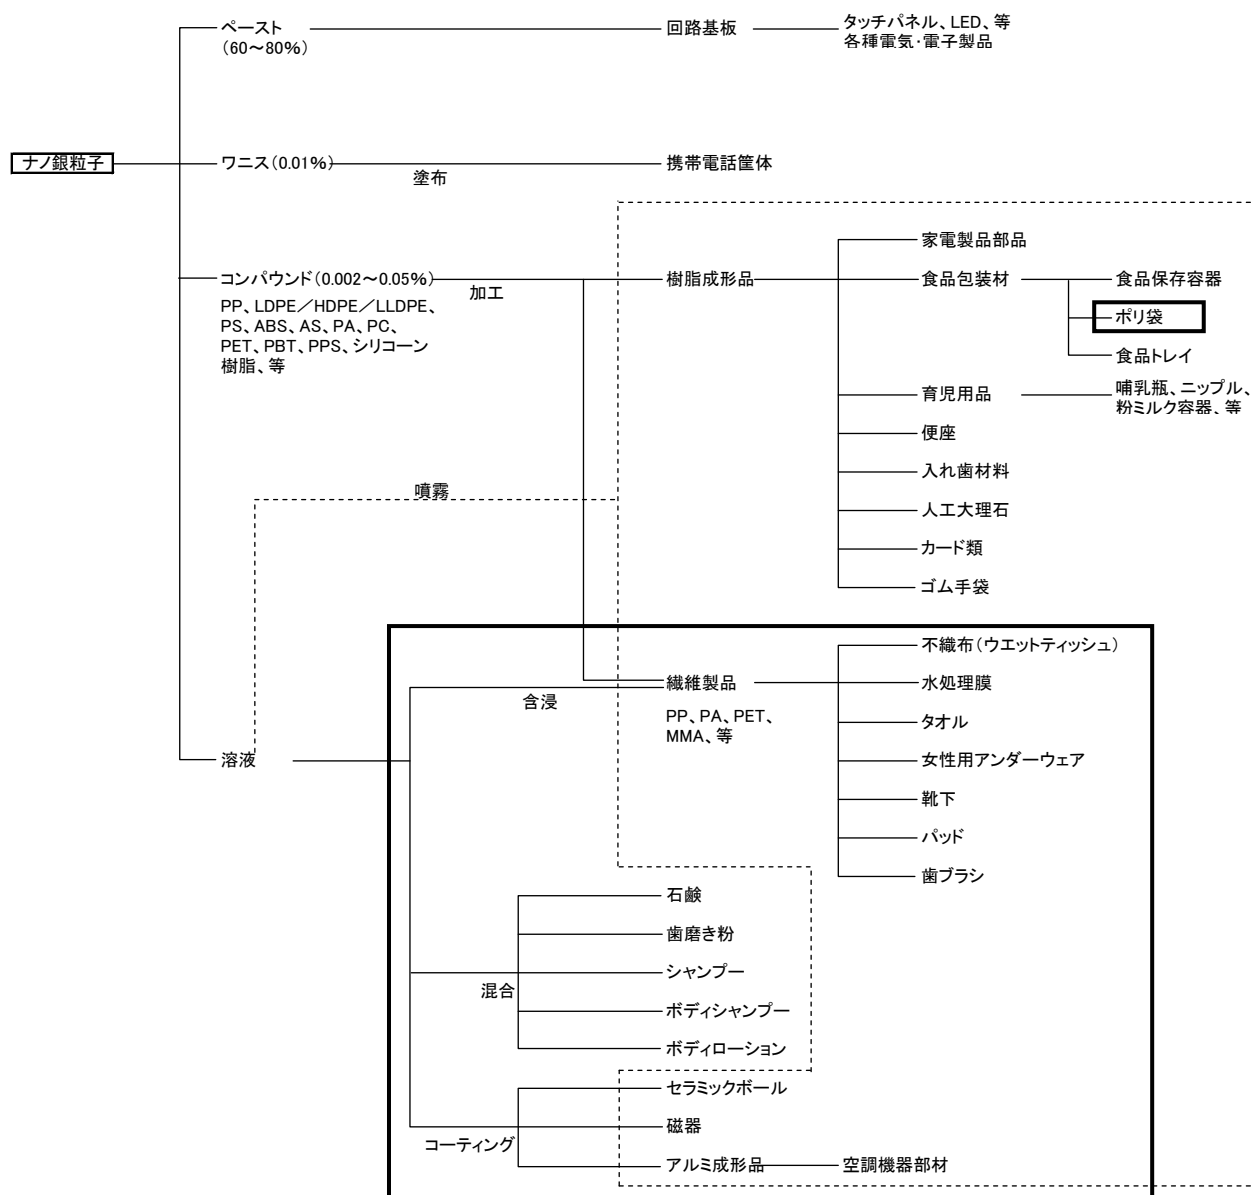 ペースト
(60～80％)
回路基板
タッチパネル、LED、等
各種電気・電子製品
ナノ銀粒子
ワニス(0.01％)
塗布
携帯電話筐体
家電製品部品
コンパウンド(0.002～0.05％)
加工
樹脂成形品
食品包装材
食品保存容器
PP、LDPE／HDPE／LLDPE、
PS、ABS、AS、PA、PC、
PET、PBT、PPS、シリコーン
樹脂、等
ポリ袋
食品トレイ
育児用品
哺乳瓶、ニップル、
粉ミルク容器、等
便座
入れ歯材料
噴霧
人工大理石
カード類
ゴム手袋
不織布(ウエットティッシュ)
繊維製品
水処理膜
含浸
PP、PA、PET、
MMA、等
タオル
溶液
女性用アンダーウェア
靴下
パッド
歯ブラシ
石鹸
歯磨き粉
シャンプー
混合
ボディシャンプー
ボディローション
セラミックボール
磁器
コーティング
アルミ成形品
空調機器部材